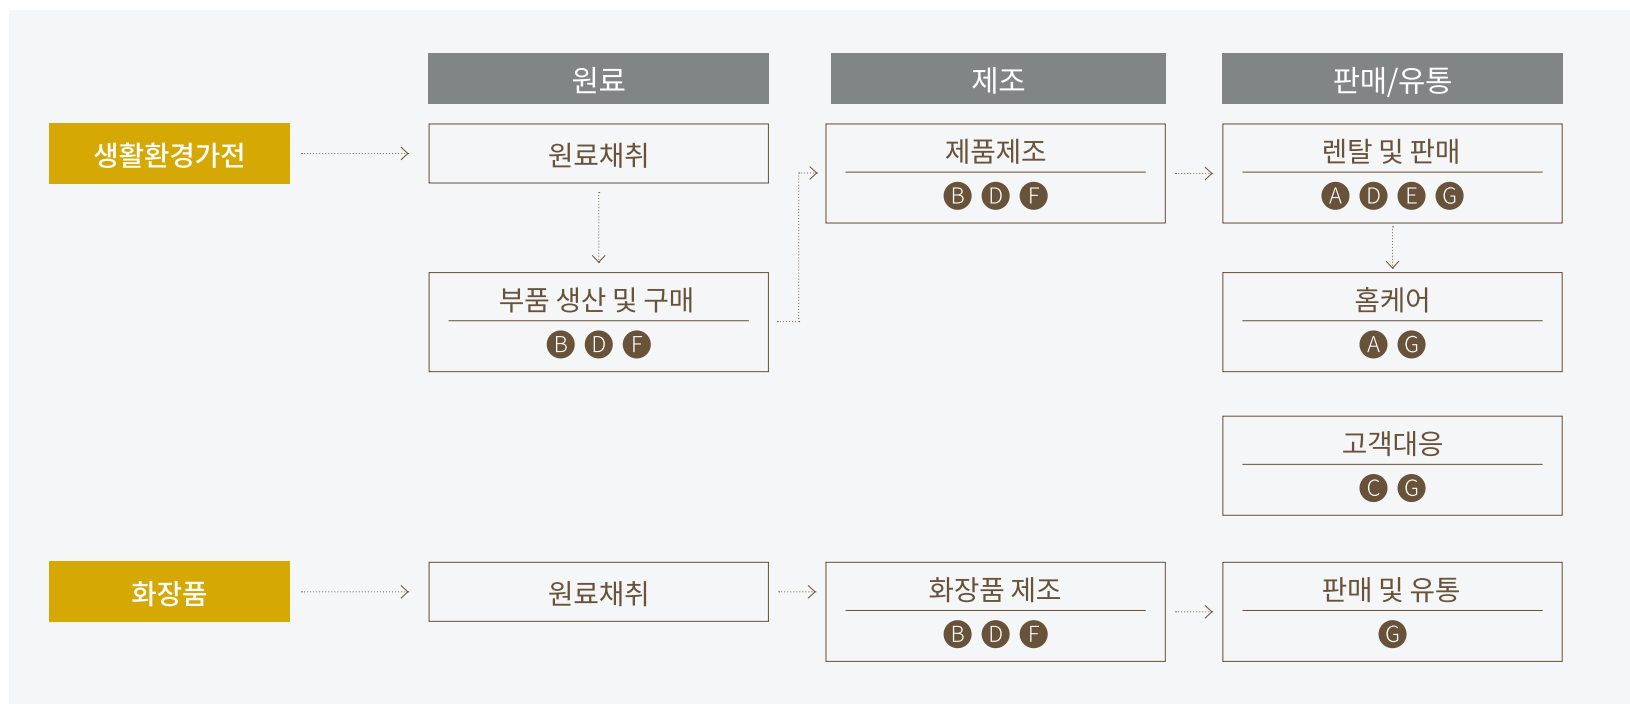 원료
제조
판매/유통
생활환경가전
원료채취
제품제조
B D F
렌탈 및 판매
A D E G
부품 생산 및 구매
B D F
홈케어
A G
고객대응
C G
화장품
원료채취
화장품 제조
B D F
판매 및 유통
G